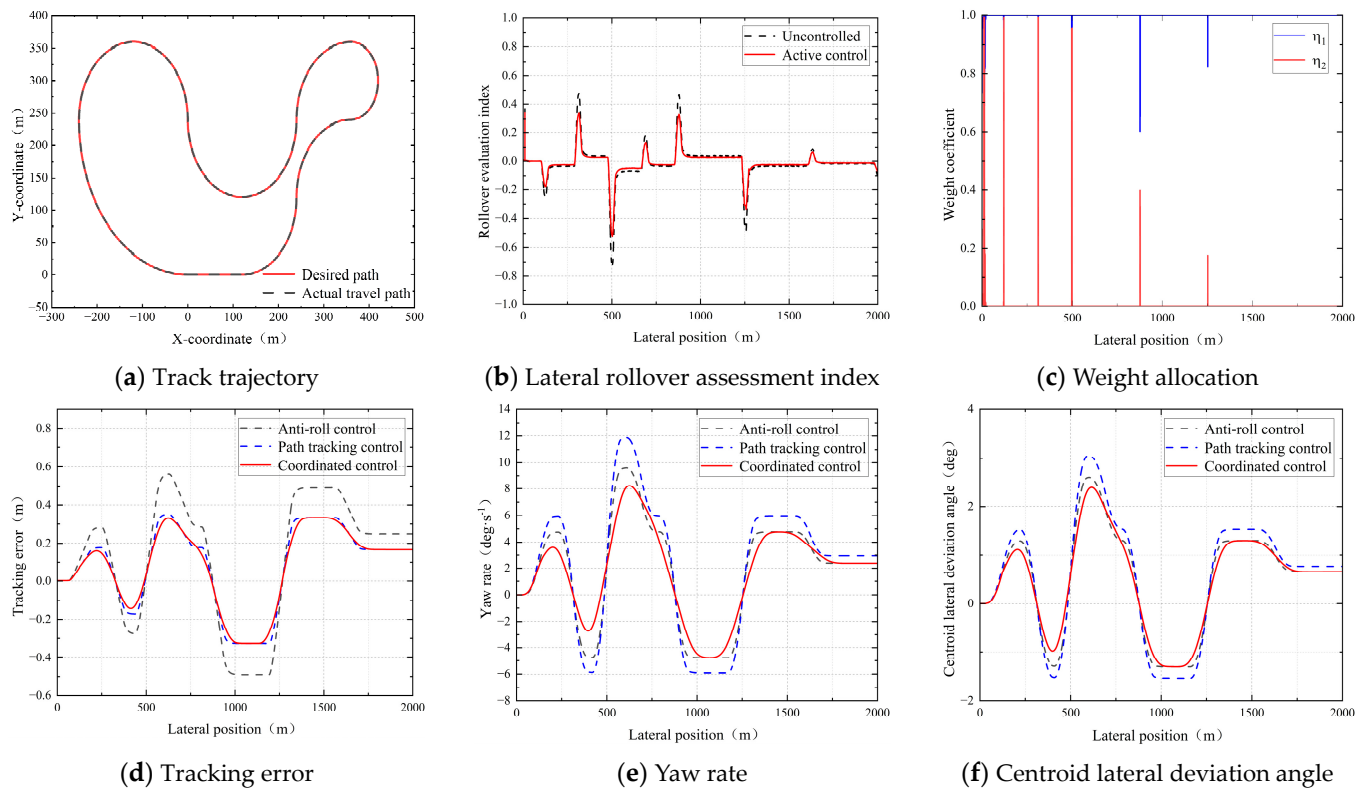 400
350
300
250
200
150
100
50
0
−50
−300 −200 −100 0 100 200 300 400 500
Y-coordinate（m）
X-coordinate（m）
Desired path
Actual travel path
(a) Track trajectory
1.0
0.8
0.6
0.4
0.2
0.0
−0.2
−0.4
−0.6
−0.8
−1.0
0 250 500 750 1000 1250 1500 1750 2000
Rollover evaluation index
Lateral position（m）
Uncontrolled
Active control
(b) Lateral rollover assessment index
1.0
0.8
0.6
0.4
0.2
0.0
0 500 1000 1500 2000
Weight coefficient
Lateral position（m）
η1
η2
(c) Weight allocation
0.8
0.6
0.4
0.2
0.0
−0.2
−0.4
−0.6
0 500 1000 1500 2000
Tracking error（m）
Lateral position（m）
Anti-roll control
Path tracking control
Coordinated control
(d) Tracking error
14
12
10
8
6
4
2
0
−2
−4
−6
−8
0 500 1000 1500 2000
Yaw rate（deg·s-1）
Lateral position（m）
Anti-roll control
Path tracking control
Coordinated control
(e) Yaw rate
4
2
0
−2
0 500 1000 1500 2000
Centroid lateral deviation angle（deg）
Lateral position（m）
Anti-roll control
Path tracking control
Coordinated control
(f) Centroid lateral deviation angle